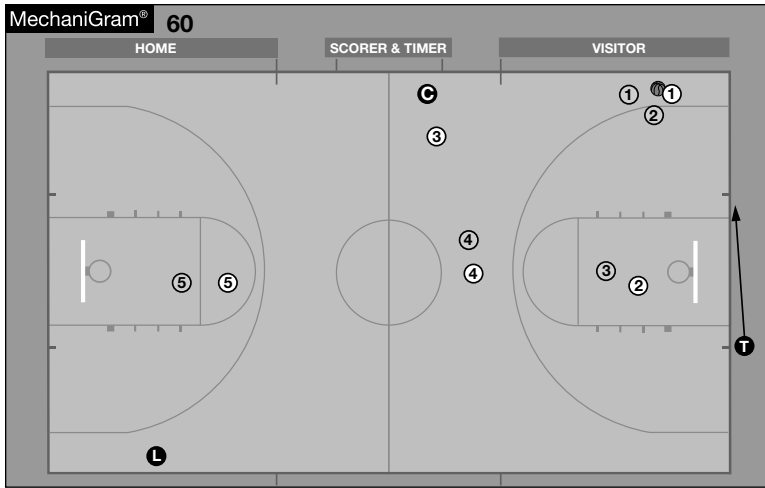 MechaniGram® 60
HOME SCORER & TIMER VISITOR
C 1 1
2
3
4
4 3
5 5 2
T
L